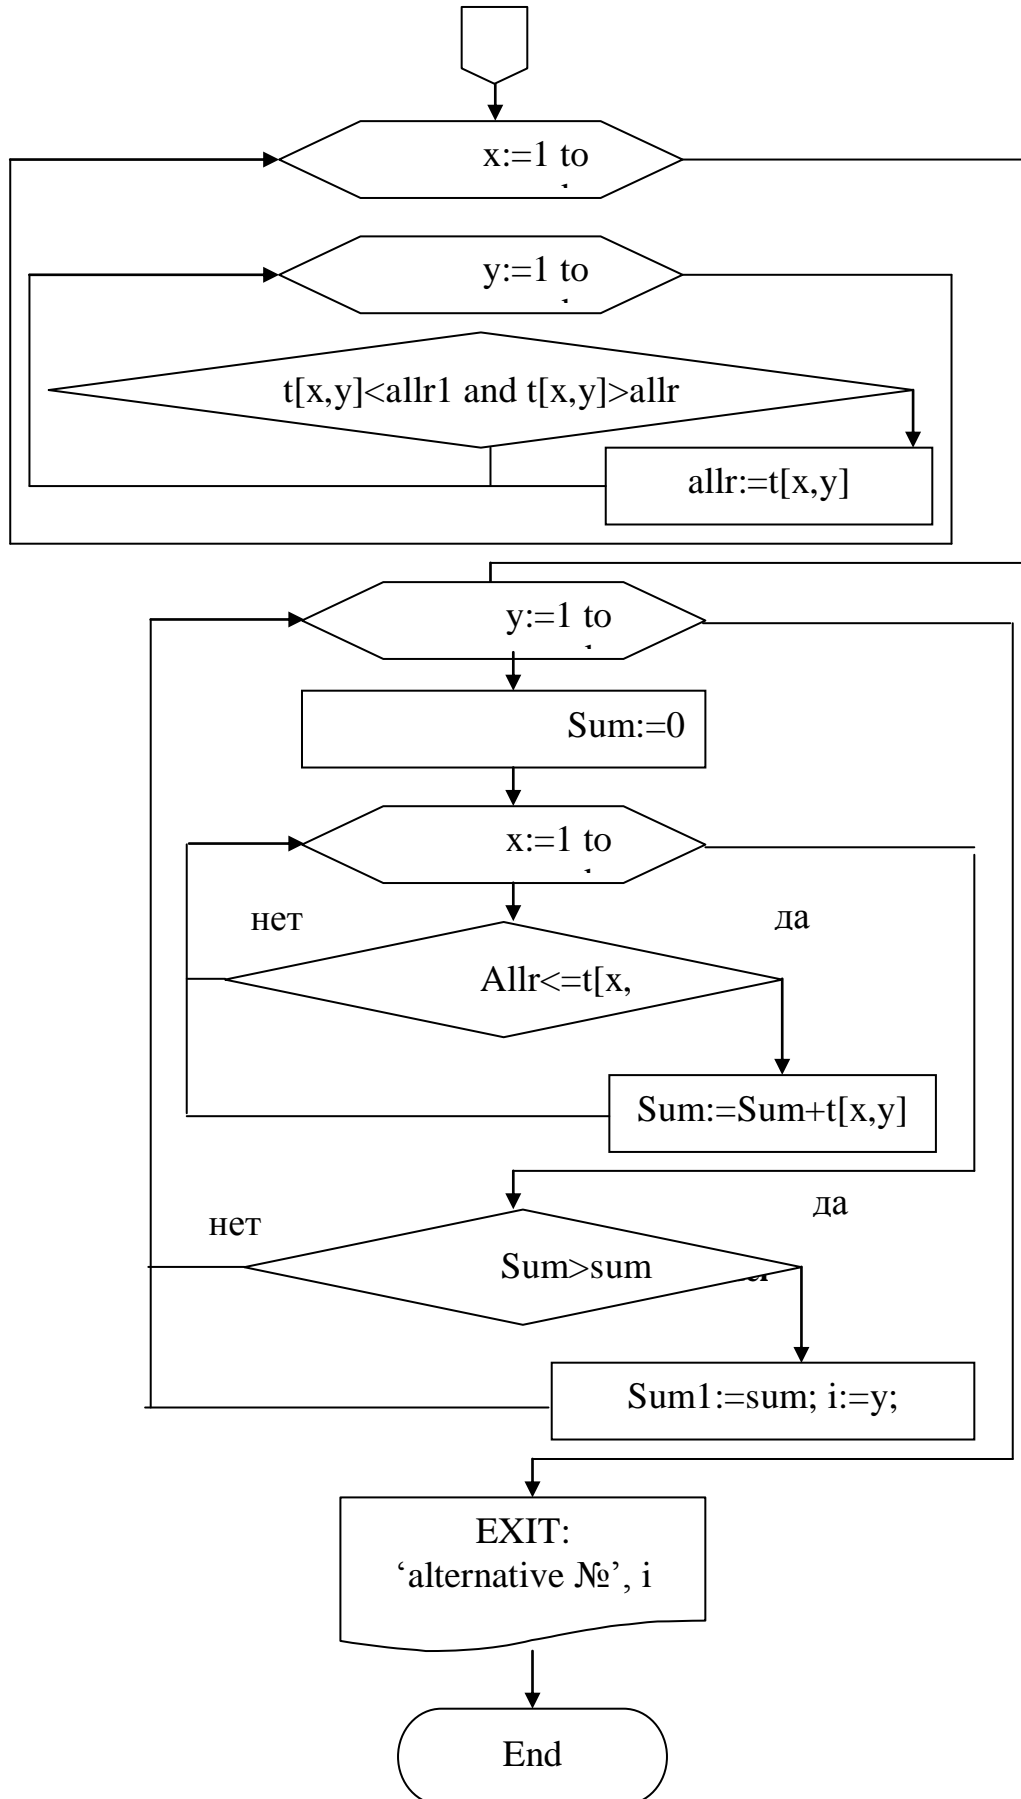 x:=1 to
y:=1 to
t[x,y]<allr1 and t[x,y]>allr
allr:=t[x,y]
y:=1 to
Sum:=0
x:=1 to
нет
да
Allr<=t[x,
Sum:=Sum+t[x,y]
да
нет
Sum>sum
Sum1:=sum; i:=y;
EXIT:
‘alternative №’, i
End